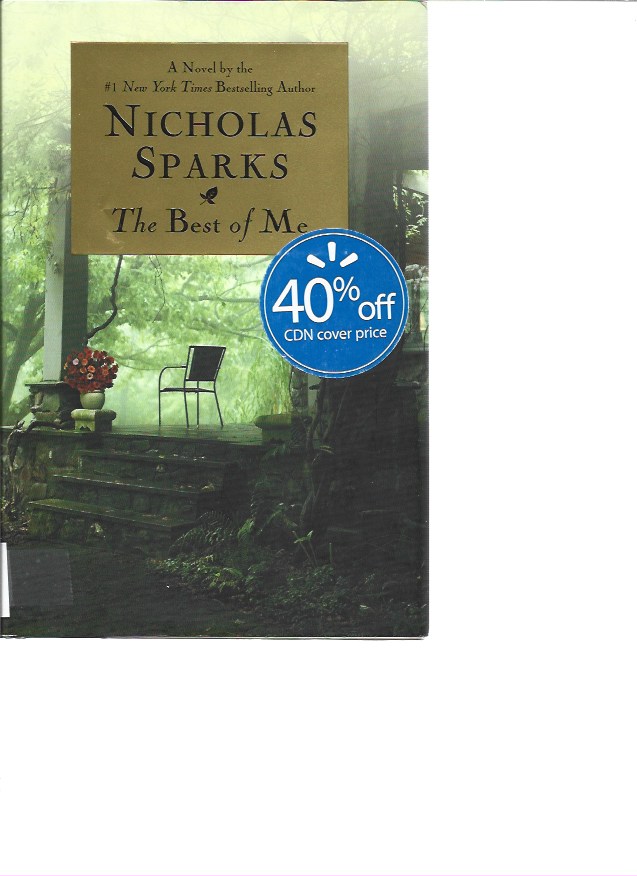 A Novel by the
#1 New York Times Bestselling Author
NICHOLAS
SPARKS
The Best of Me
40% off
CDN cover price